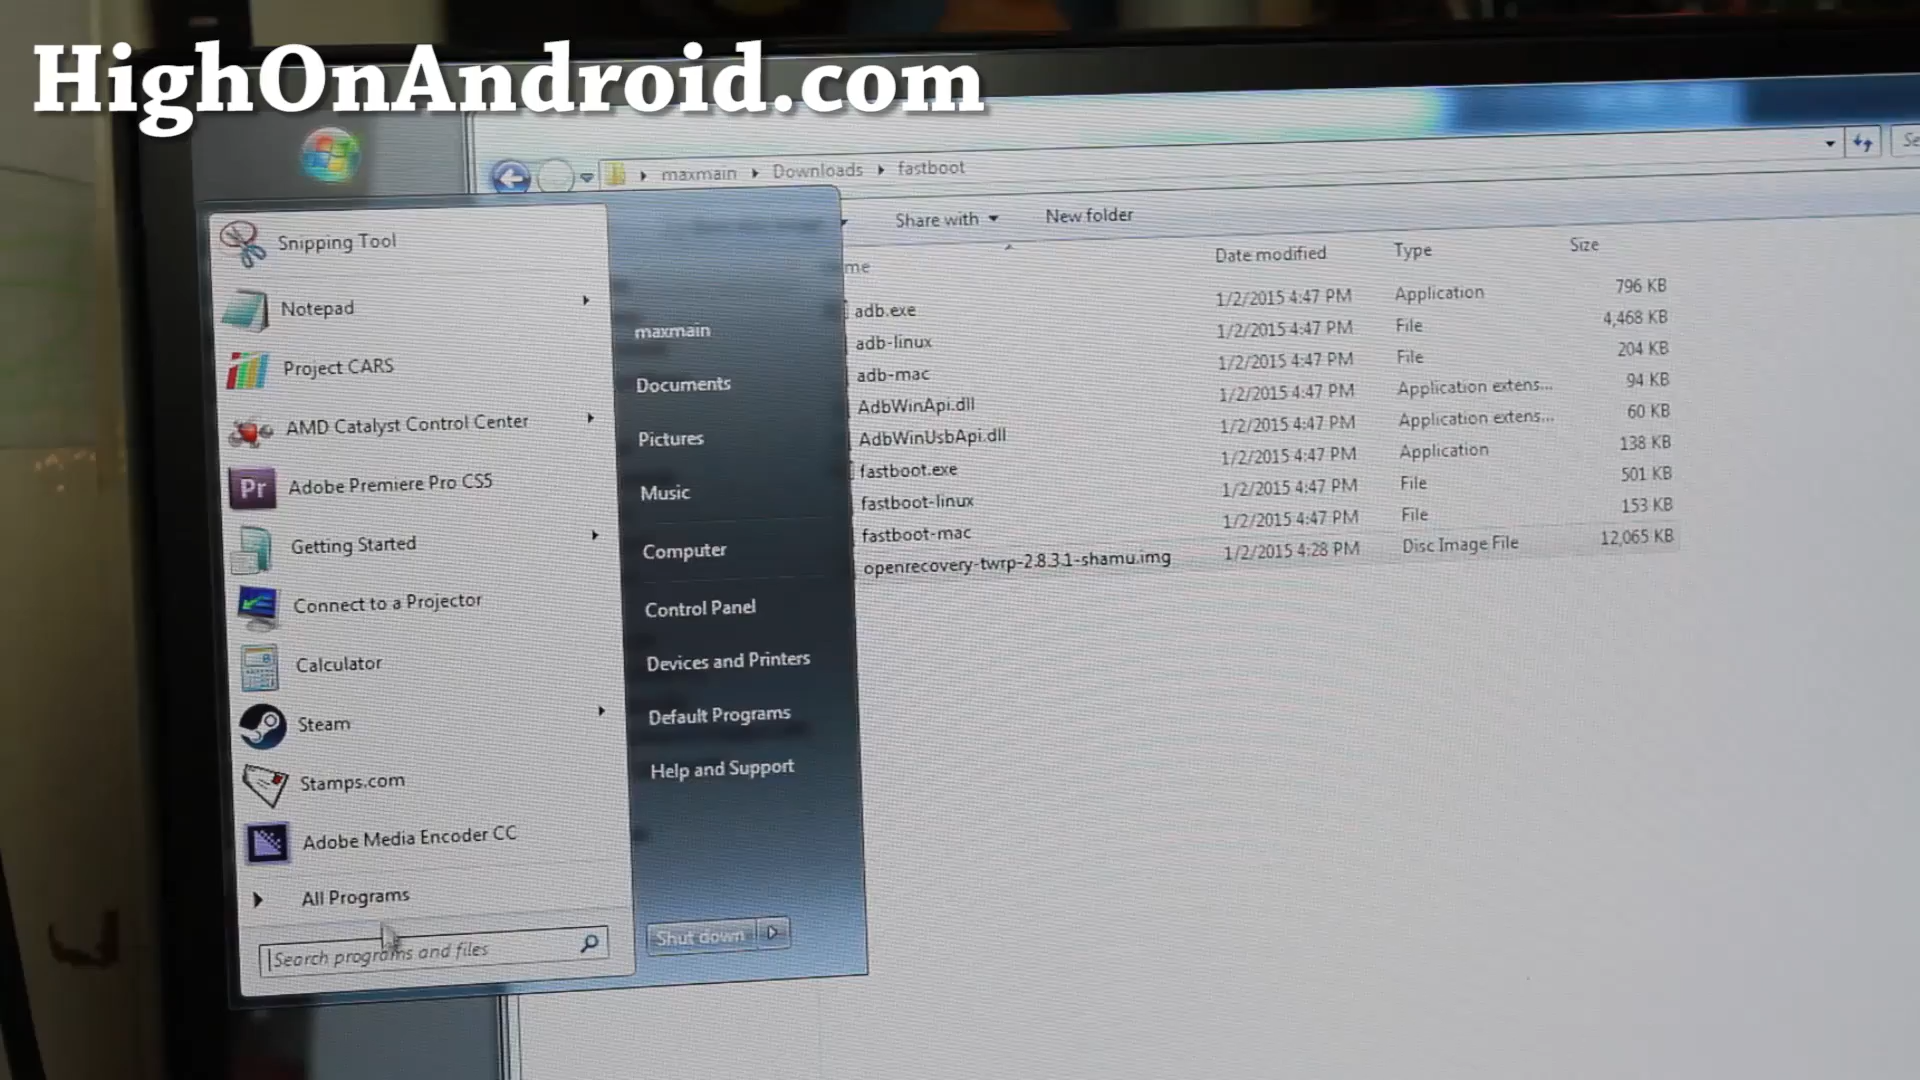 HighOnAndroid.com
maxmain Downloads fastboot
Share with New folder
me Date modified Type Size
adb.exe 1/2/2015 4:47 PM Application 796 KB
adb-linux 1/2/2015 4:47 PM File 4,468 KB
adb-mac 1/2/2015 4:47 PM File 204 KB
AdbWinApi.dll 1/2/2015 4:47 PM Application extens... 94 KB
AdbWinUsbApi.dll 1/2/2015 4:47 PM Application extens... 60 KB
fastboot.exe 1/2/2015 4:47 PM Application 138 KB
fastboot-linux 1/2/2015 4:47 PM File 501 KB
fastboot-mac 1/2/2015 4:47 PM File 153 KB
openrecovery-twrp-2.8.3.1-shamu.img 1/2/2015 4:28 PM Disc Image File 12,065 KB
Snipping Tool
Notepad
Project CARS
AMD Catalyst Control Center
Pr Adobe Premiere Pro CS5
Getting Started
Connect to a Projector
Calculator
Steam
Stamps.com
Adobe Media Encoder CC
All Programs
Search programs and files
maxmain
Documents
Pictures
Music
Computer
Control Panel
Devices and Printers
Default Programs
Help and Support
Shut down